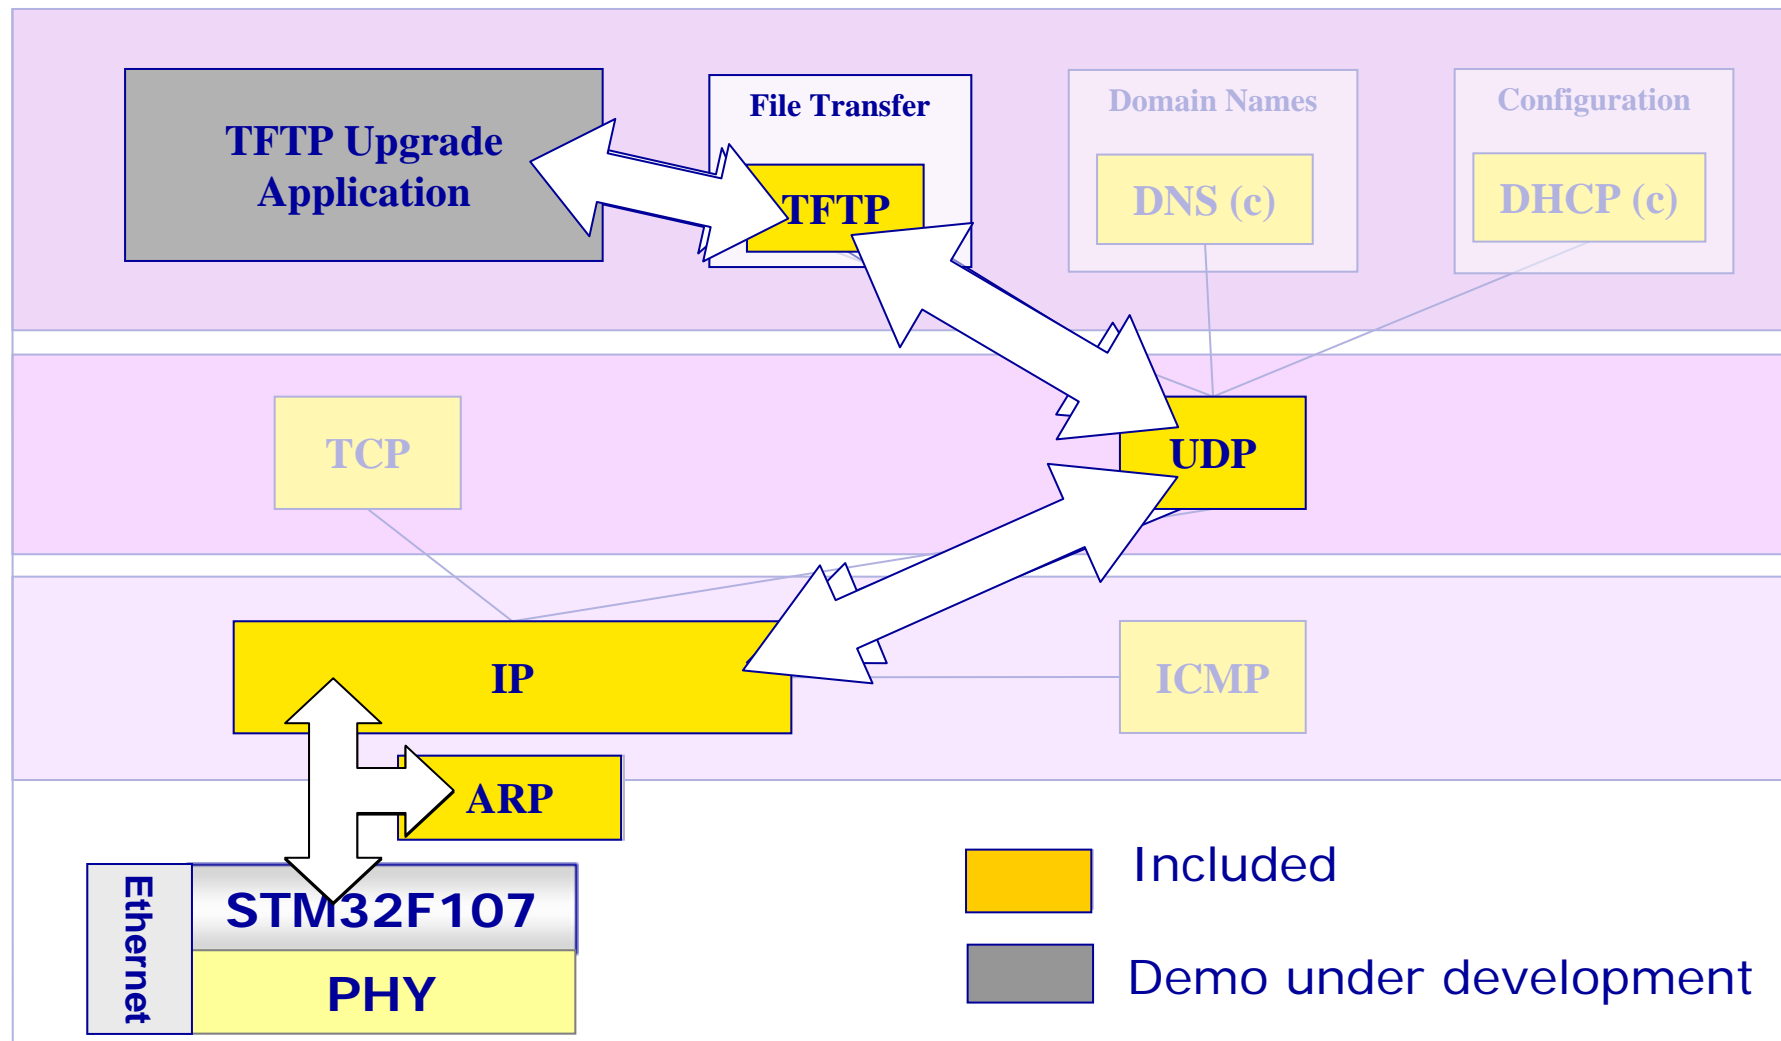 TFTP Upgrade
Application
File Transfer
TFTP
Domain Names
DNS (c)
Configuration
DHCP (c)
TCP
UDP
IP
ICMP
ARP
Ethernet
STM32F107
PHY
Included
Demo under development